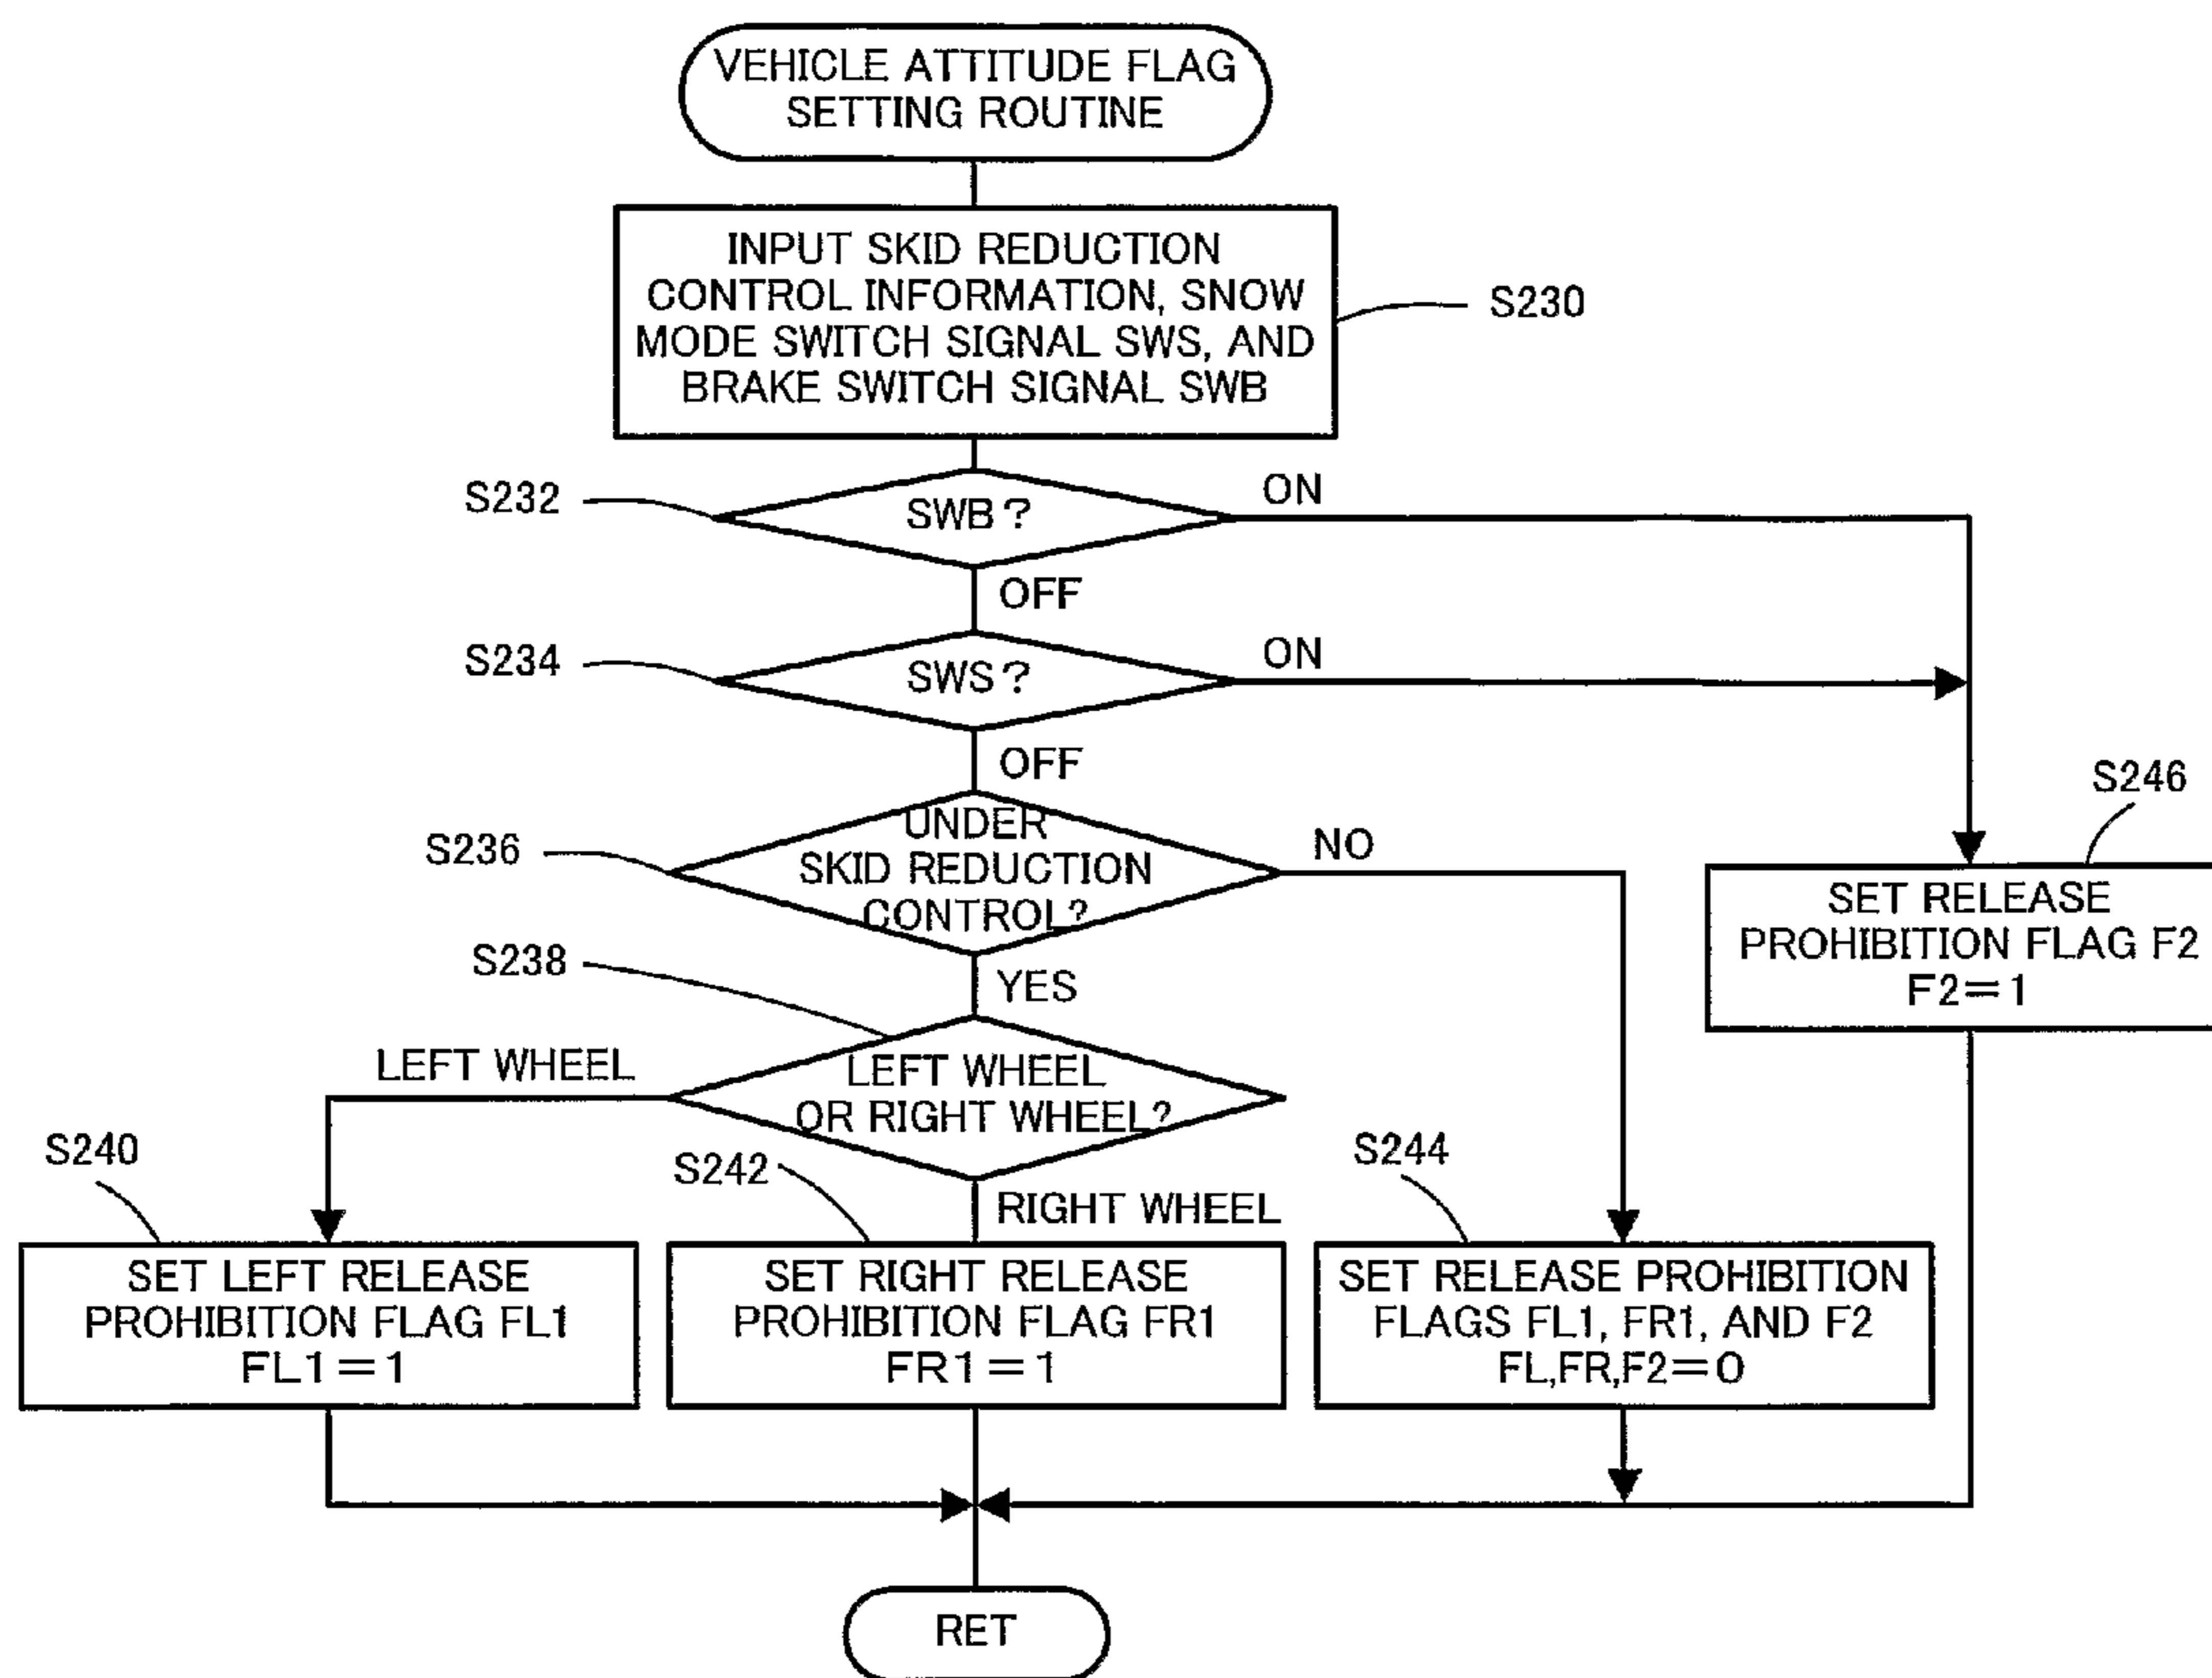 VEHICLE ATTITUDE FLAG
SETTING ROUTINE
INPUT SKID REDUCTION
CONTROL INFORMATION, SNOW
MODE SWITCH SIGNAL SWS, AND
BRAKE SWITCH SIGNAL SWB
S230
S232
SWB?
ON
OFF
S234
SWS?
ON
OFF
S236
UNDER
SKID REDUCTION
CONTROL?
NO
YES
S246
SET RELEASE
PROHIBITION FLAG F2
F2=1
S238
LEFT WHEEL
OR RIGHT WHEEL?
LEFT WHEEL
RIGHT WHEEL
S240
SET LEFT RELEASE
PROHIBITION FLAG FL1
FL1=1
S242
SET RIGHT RELEASE
PROHIBITION FLAG FR1
FR1=1
S244
SET RELEASE PROHIBITION
FLAGS FL1, FR1, AND F2
FL,FR,F2=0
RET